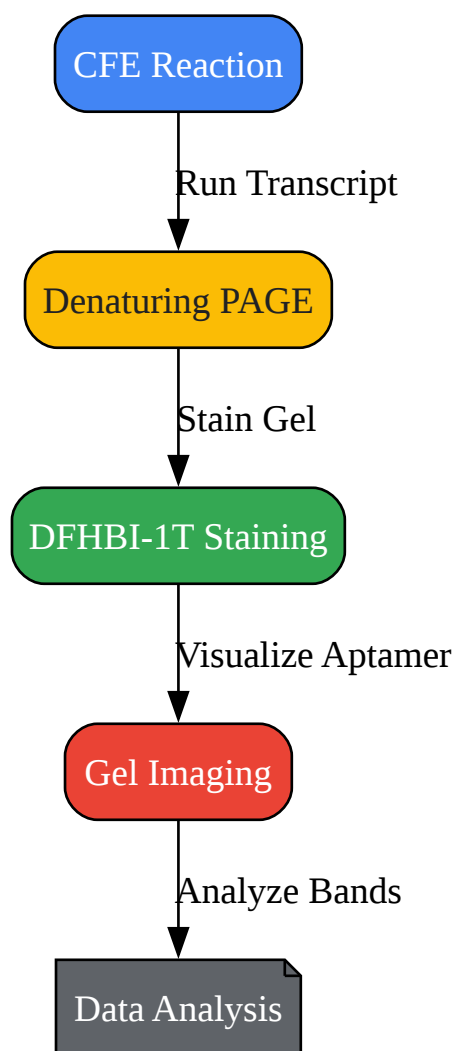 CFE Reaction
Run Transcript
Denaturing PAGE
Stain Gel
DFHBI-1T Staining
Visualize Aptamer
Gel Imaging
Analyze Bands
Data Analysis